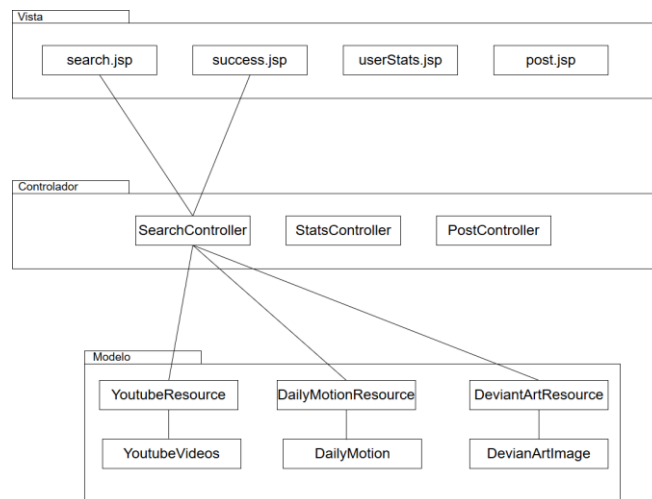 Vista
search.jsp success.jsp userStats.jsp post.jsp
Controlador
SearchController StatsController PostController
Modelo
YoutubeResource DailyMotionResource DeviantArtResource
YoutubeVideos DailyMotion DevianArtImage